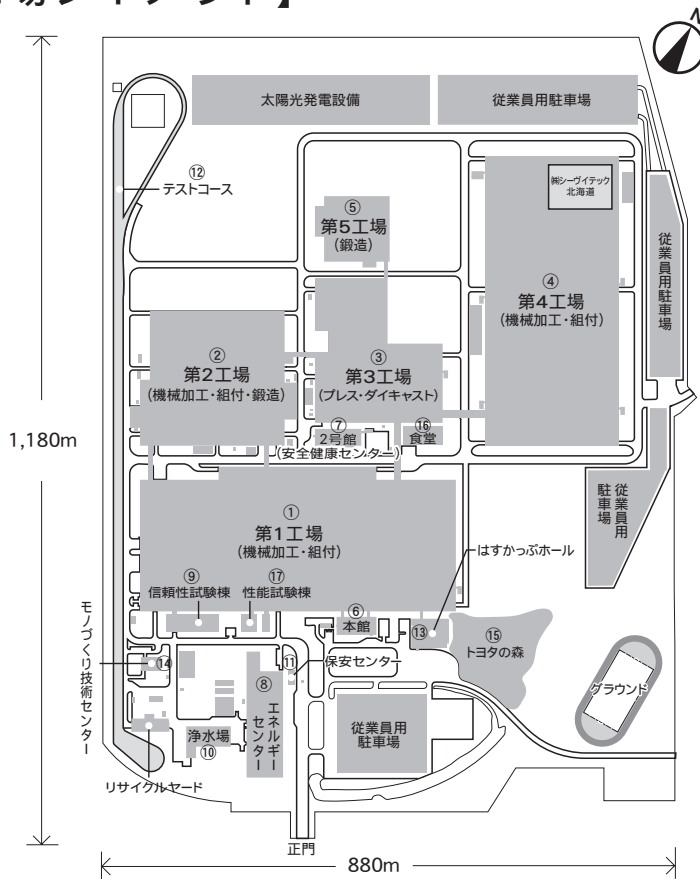 N
太陽光発電設備
従業員用駐車場
⑫
テストコース
㈱シーヴイテック
北海道
⑤
第5工場
(鍛造)
従業員用駐車場
④
第4工場
(機械加工・組付)
②
第2工場
(機械加工・組付・鍛造)
③
第3工場
(プレス・ダイキャスト)
1,180m
⑦
2号館
(安全健康センター)
⑯
食堂
従業員用
駐車場
①
第1工場
(機械加工・組付)
はすかっぷホール
⑨
信頼性試験棟
⑰
性能試験棟
⑥
本館
⑬
⑮
トヨタの森
モノづくり技術センター
⑭
⑪
保安センター
⑧
エネルギー
センター
グラウンド
従業員用
駐車場
浄水場
⑩
リサイクルヤード
正門
880m